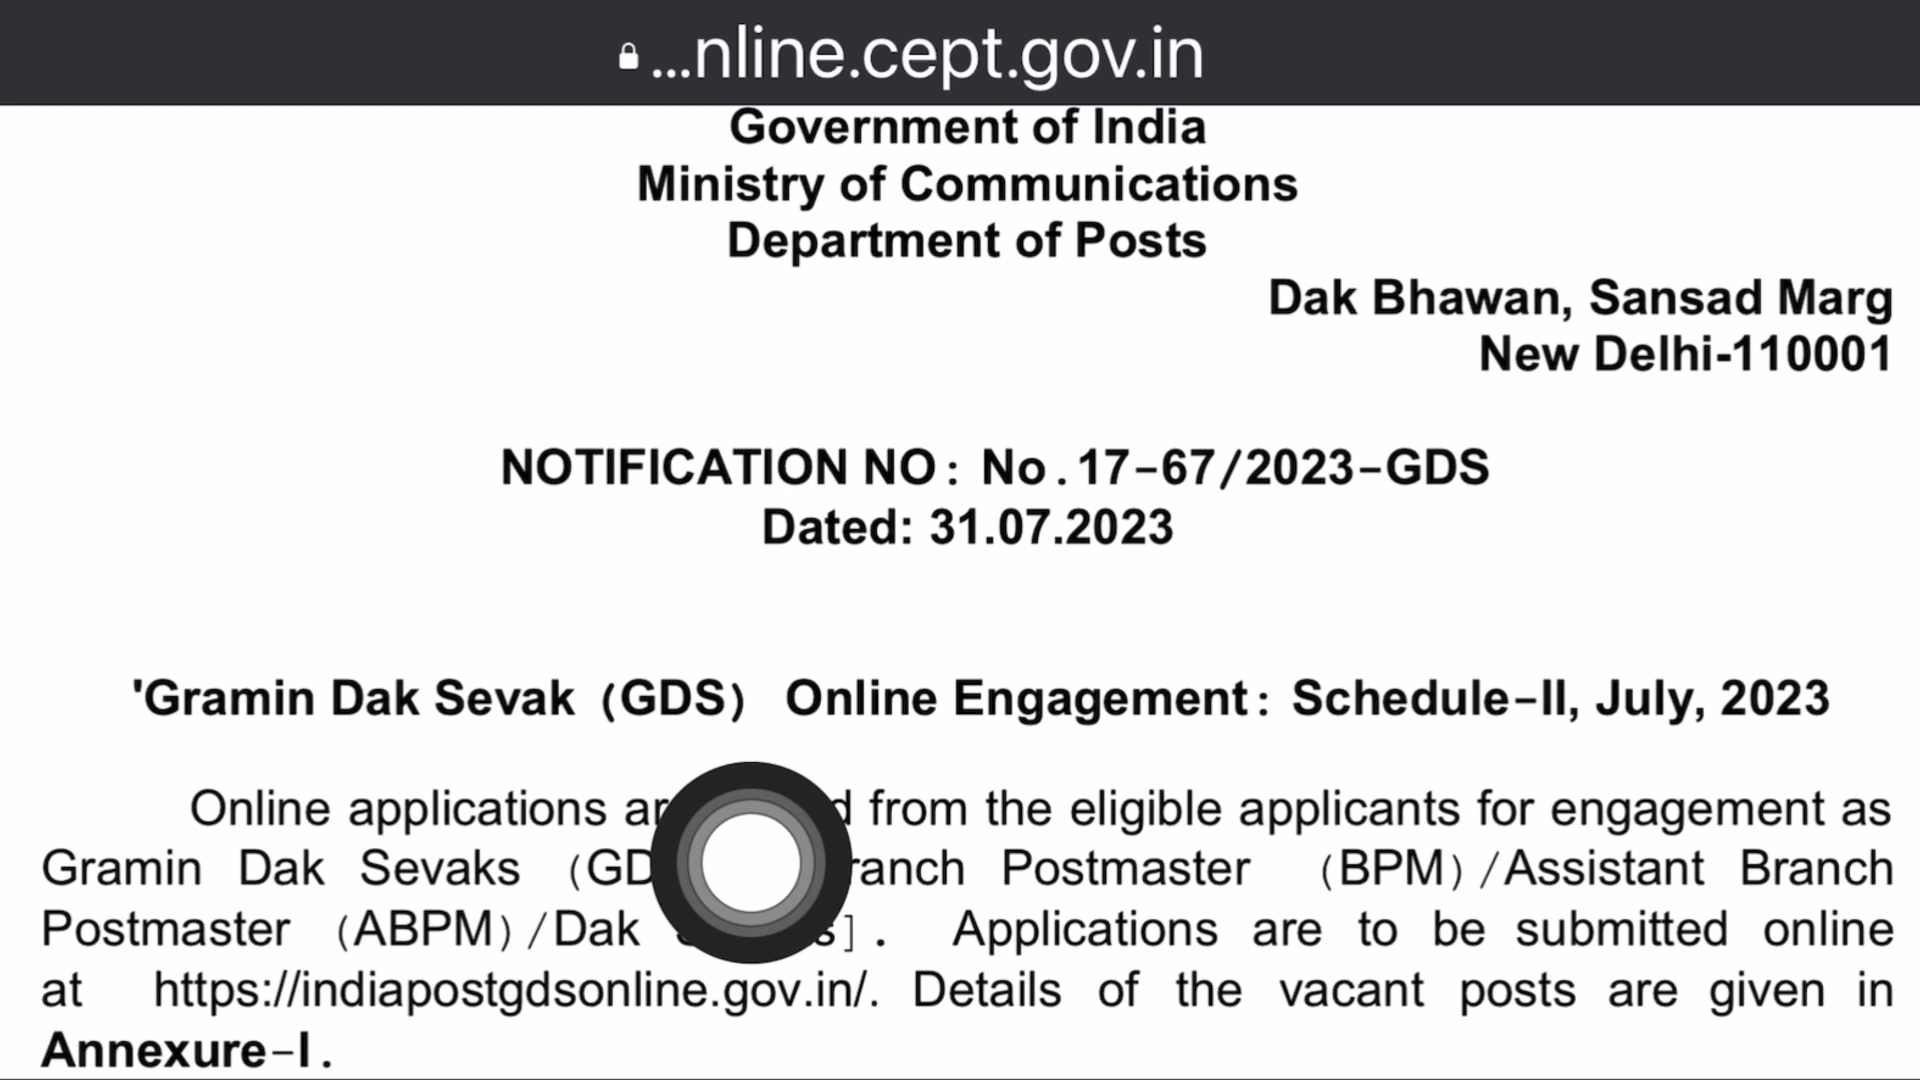 ...nline.cept.gov.in
Government of India
Ministry of Communications
Department of Posts
Dak Bhawan, Sansad Marg
New Delhi-110001
NOTIFICATION NO: No.17-67/2023-GDS
Dated: 31.07.2023
'Gramin Dak Sevak (GDS) Online Engagement: Schedule-II, July, 2023
Online applications from the eligible applicants for engagement as
Gramin Dak Sevaks Postmaster (BPM)/Assistant Branch
Postmaster (ABPM)/Dak Applications are to be submitted online
at https://indiapostgdsonline.gov.in/. Details of the vacant posts are given in
Annexure-I.